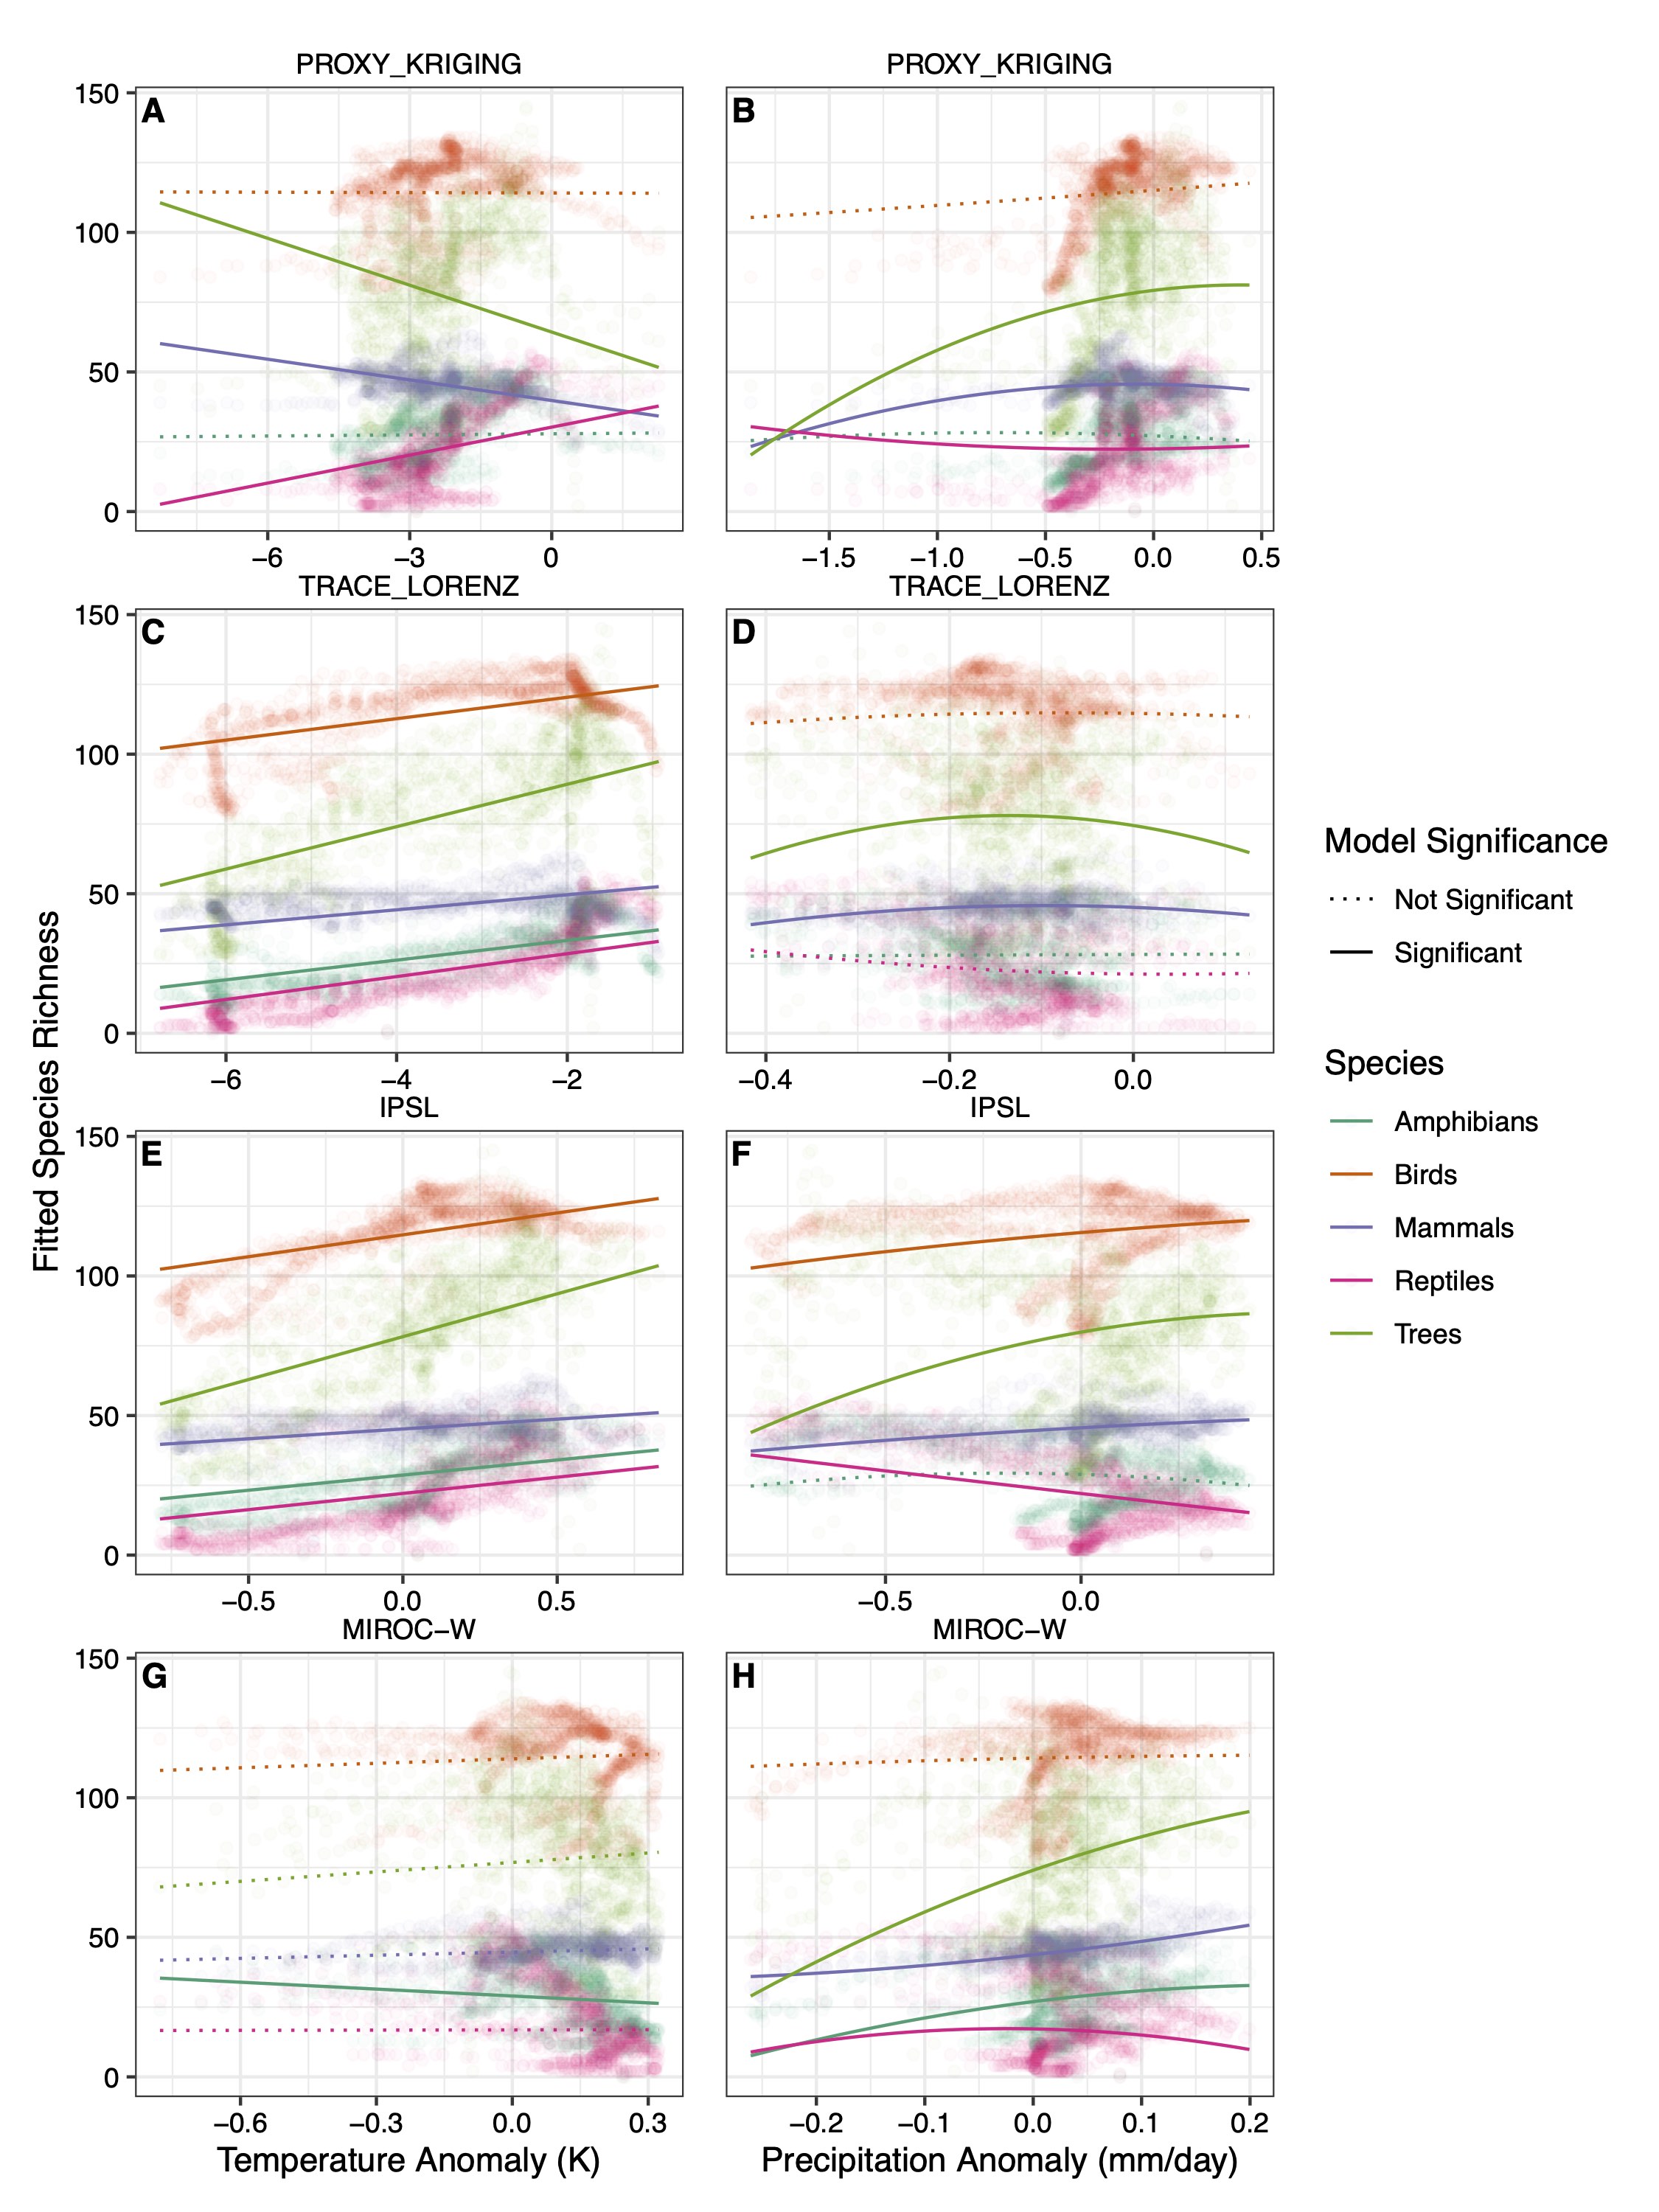 PROXY_KRIGING
PROXY_KRIGING
A
B
150
100
50
0
−6 −3 0
−1.5 −1.0 −0.5 0.0 0.5
TRACE_LORENZ
TRACE_LORENZ
C
D
150
100
50
0
−6 −4 −2
−0.4 −0.2 0.0
IPSL
IPSL
E
F
150
100
50
0
−0.5 0.0 0.5
−0.5 0.0
MIROC−W
MIROC−W
G
H
150
100
50
0
−0.6 −0.3 0.0 0.3
−0.2 −0.1 0.0 0.1 0.2
Temperature Anomaly (K)
Precipitation Anomaly (mm/day)
Fitted Species Richness
Model Significance
Not Significant
Significant
Species
Amphibians
Birds
Mammals
Reptiles
Trees